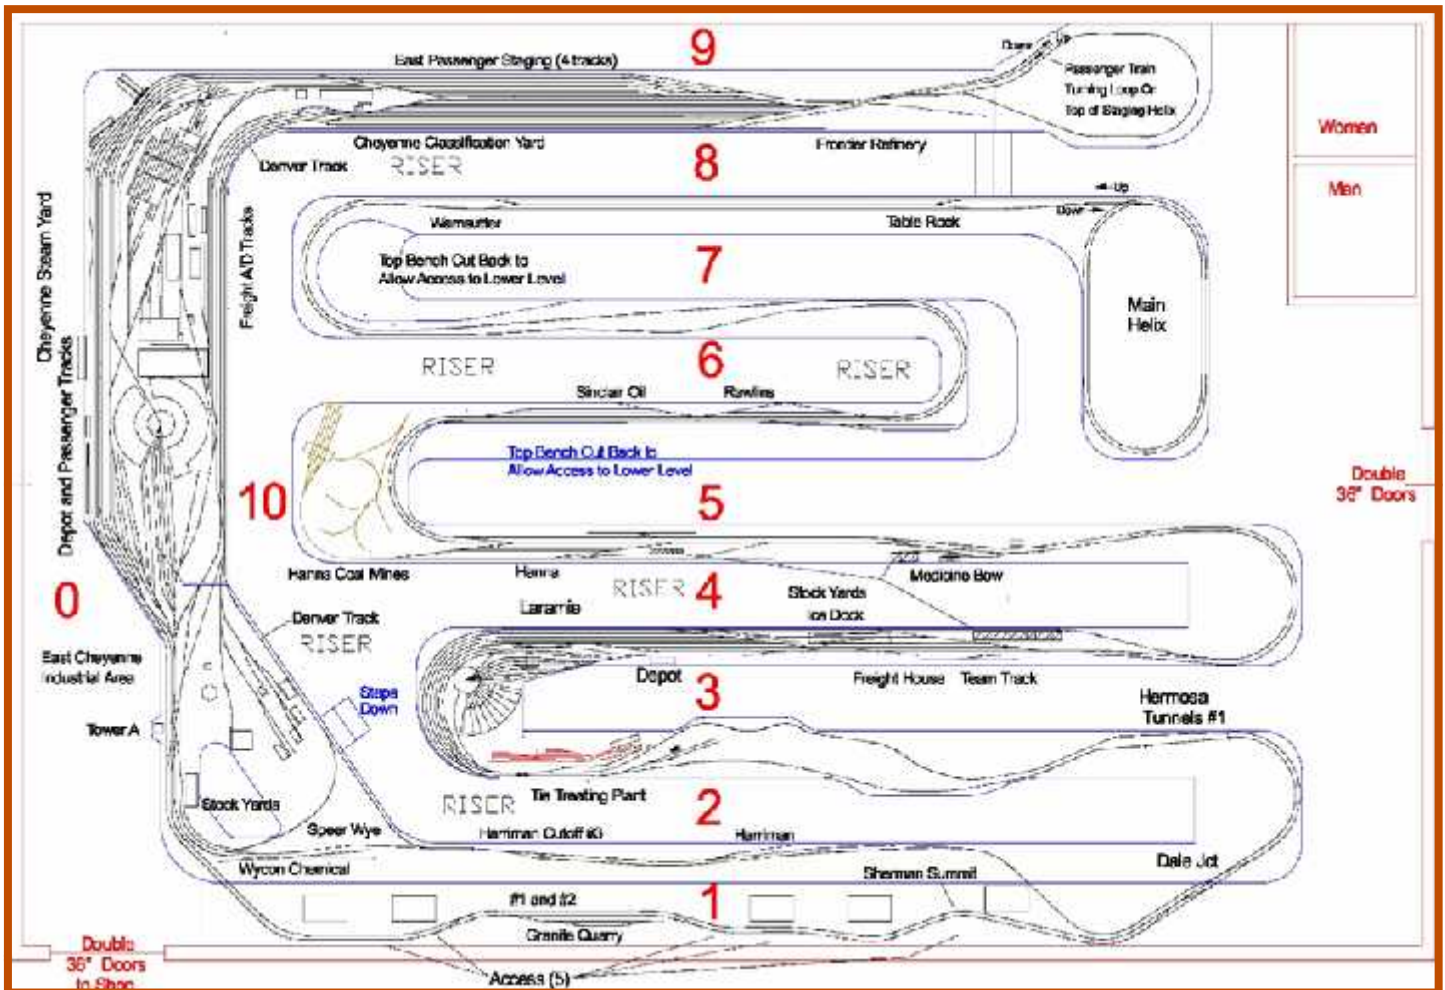 9
East Passenger Staging (4 tracks)
Down
Up
Passenger Train
Turning Loop On
Top of Staging Helix
Women
Cheyenne Classification Yard
Frontier Refinery
Denver Track
RISER
8
Men
Up
Down
Wamsutter
Table Rock
Cheyenne Steam Yard
Freight A/D Tracks
Top Bench Cut Back to
Allow Access to Lower Level
7
Main
Helix
RISER
6
RISER
Sinclair Oil
Rawlins
Depot and Passenger Tracks
Top Bench Cut Back to
Allow Access to Lower Level
Double
36" Doors
10
5
Hanna Coal Mines
Hanna
Medicine Bow
0
RISER
4
Stock Yards
Ice Dock
Laramie
Denver Track
RISER
East Cheyenne
Industrial Area
Depot
3
Freight House
Team Track
Steps
Down
Hermosa
Tunnels #1
Tower A
RISER
Tie Treating Plant
2
Stock Yards
Speer Wye
Harriman Cutoff #3
Harriman
Wycon Chemical
Sherman Summit
Dale Jct
#1 and #2
1
Granite Quarry
Double
36" Doors
to Shop
Access (5)